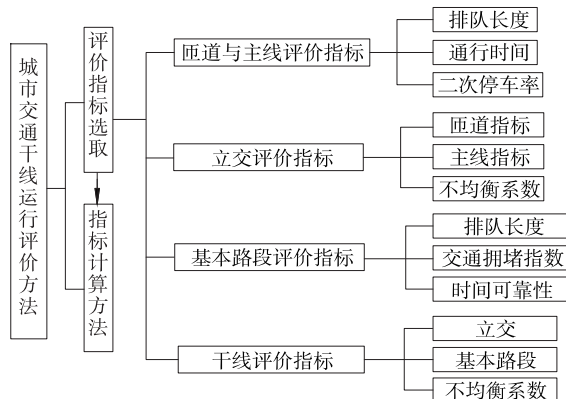 城市交通干线运行评价方法
评价指标选取
指标计算方法
匝道与主线评价指标
排队长度
通行时间
二次停车率
立交评价指标
匝道指标
主线指标
不均衡系数
基本路段评价指标
排队长度
交通拥堵指数
时间可靠性
干线评价指标
立交
基本路段
不均衡系数